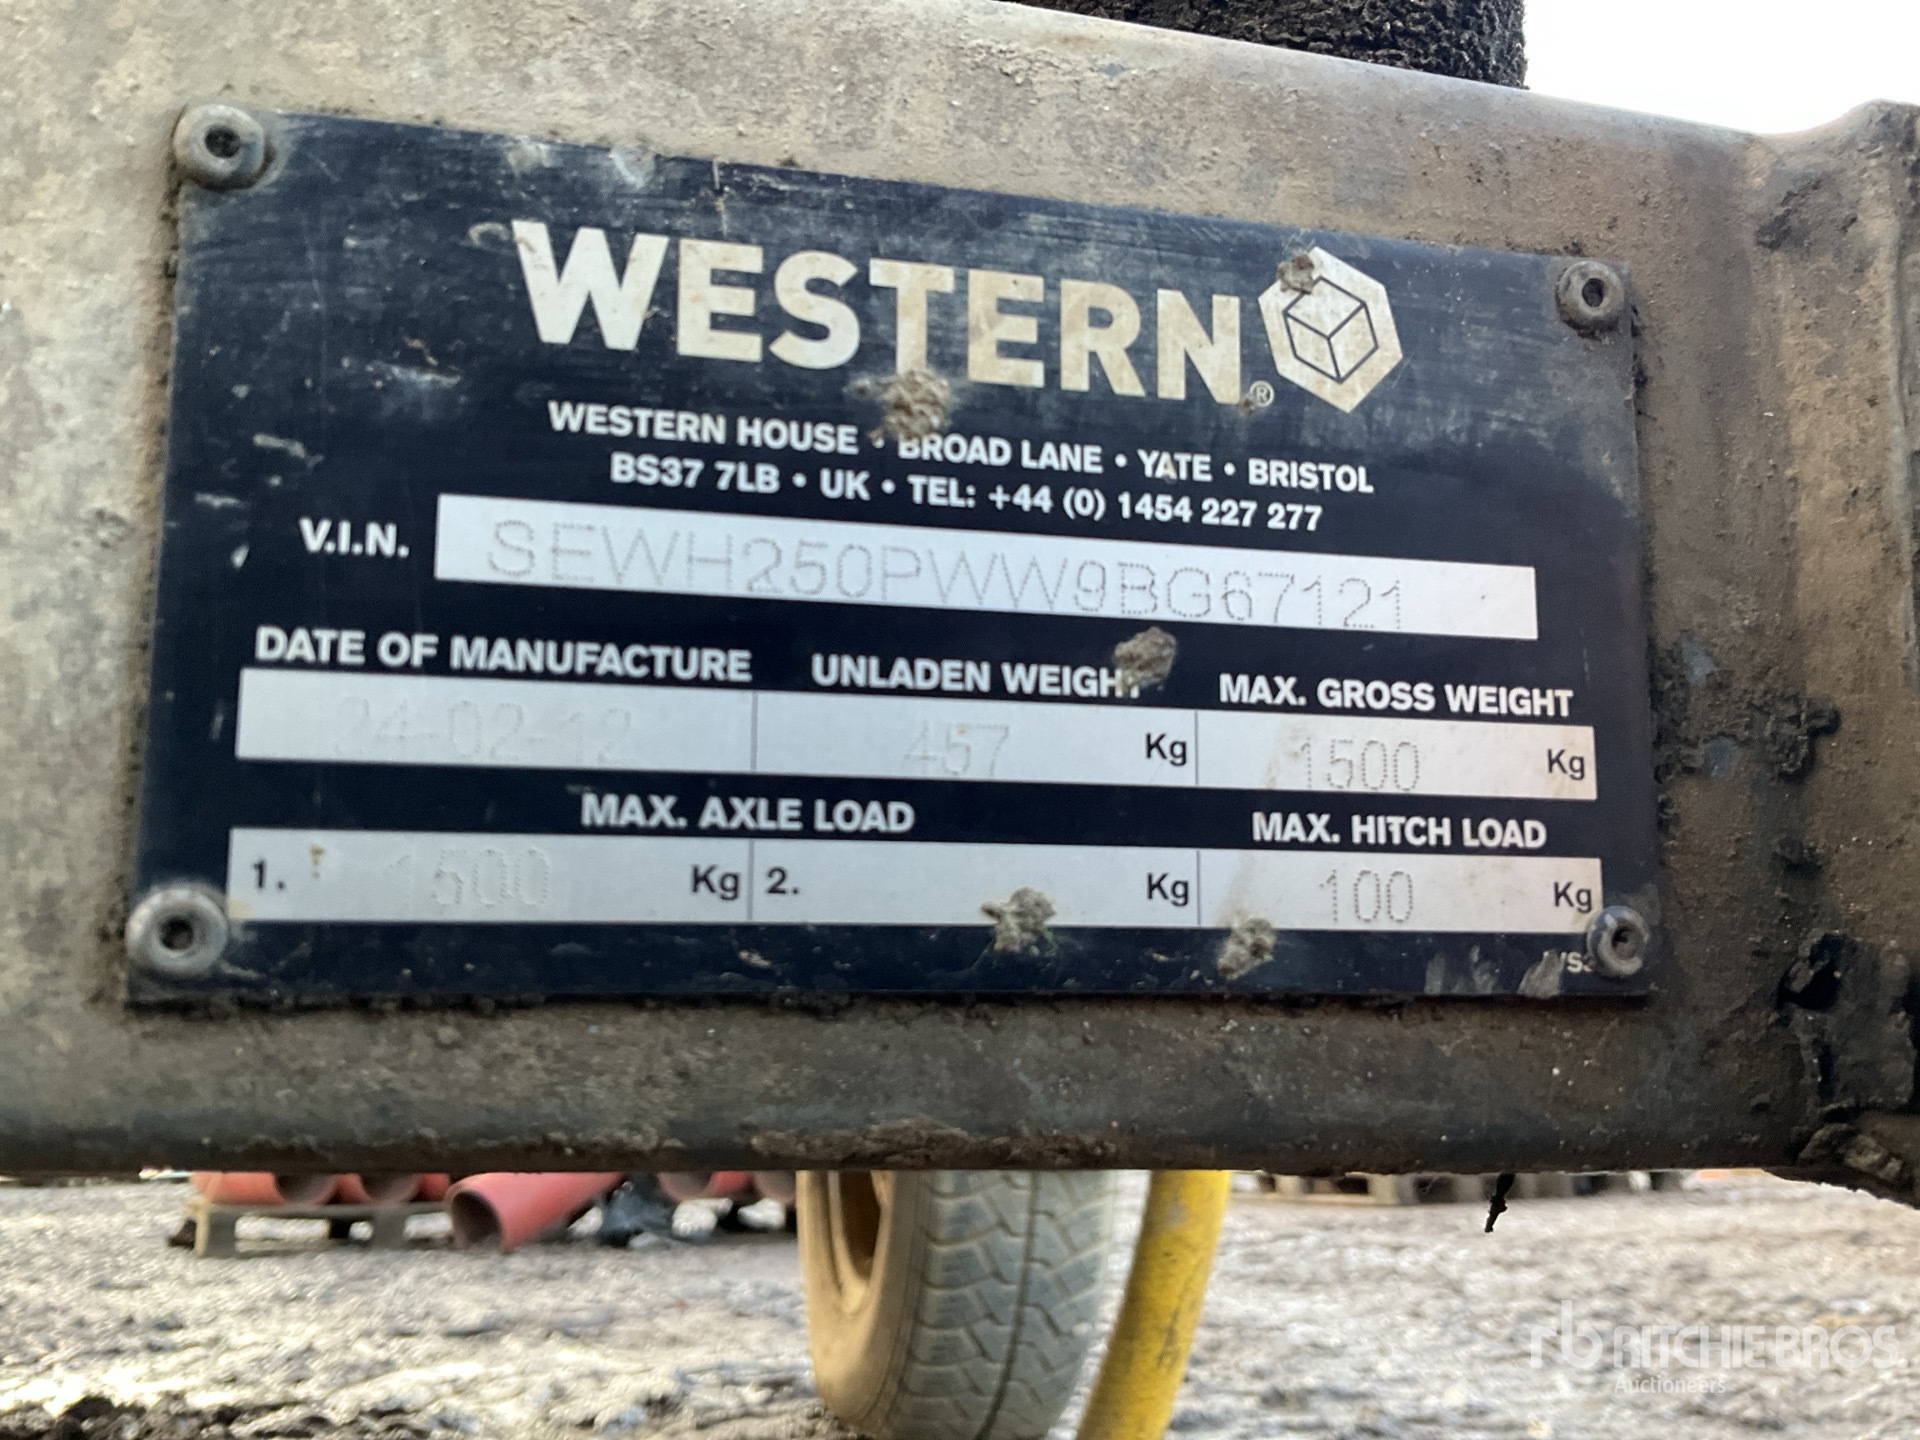 WESTERN®
WESTERN HOUSE • BROAD LANE • YATE • BRISTOL
BS37 7LB • UK • TEL: +44 (0) 1454 227 277
V.I.N. SEWH250PWW9BG67121
DATE OF MANUFACTURE UNLADEN WEIGHT MAX. GROSS WEIGHT
24-02-12 457 Kg 1500 Kg
MAX. AXLE LOAD MAX. HITCH LOAD
1. 1500 Kg 2. Kg 100 Kg
rb RITCHIE BROS.
Auctioneers